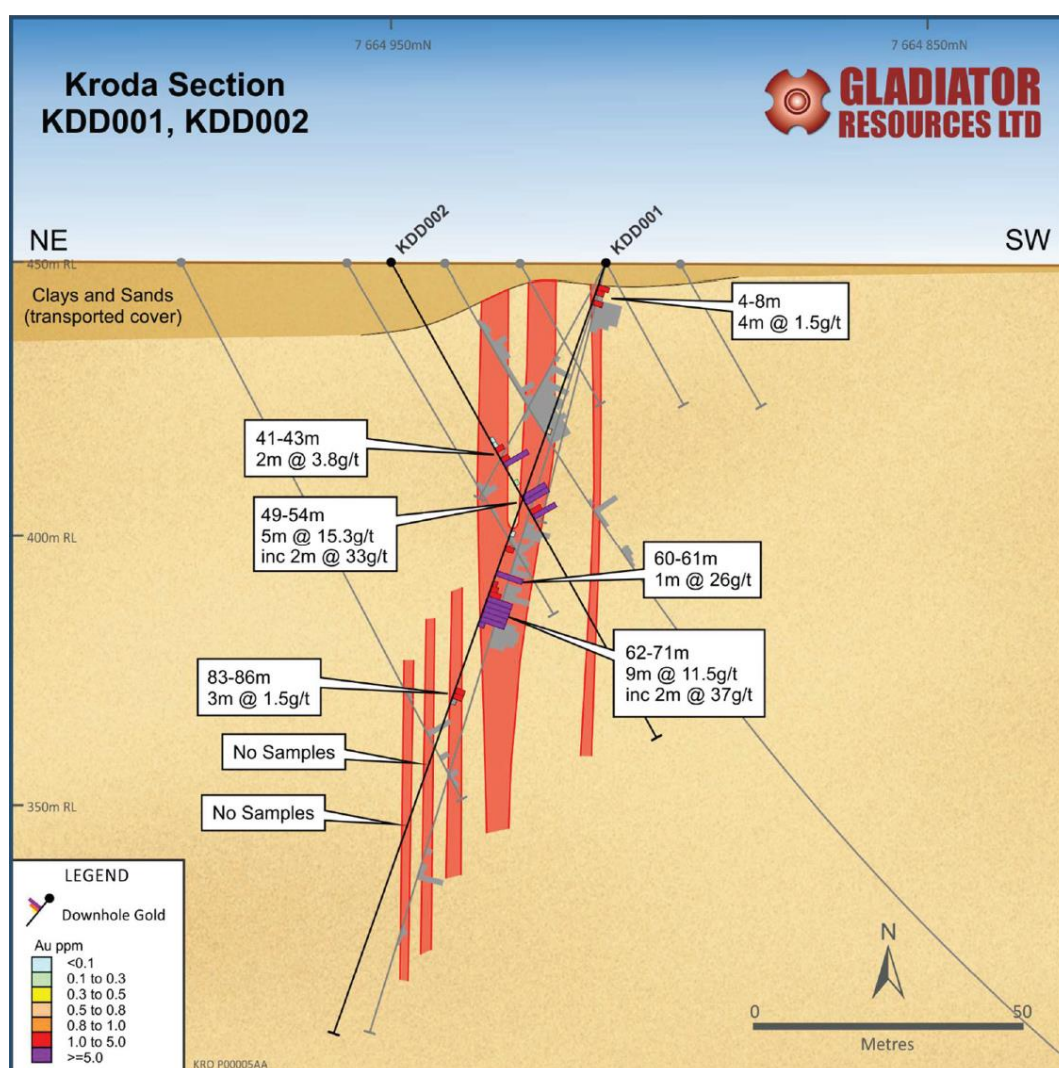 7 664 950mN
7 664 850mN
Kroda Section
KDD001, KDD002
GLADIATOR
RESOURCES LTD
KDD002
KDD001
NE
SW
450m RL
Clays and Sands
(transported cover)
4-8m
4m @ 1.5g/t
41-43m
2m @ 3.8g/t
49-54m
5m @ 15.3g/t
inc 2m @ 33g/t
400m RL
60-61m
1m @ 26g/t
62-71m
9m @ 11.5g/t
inc 2m @ 37g/t
83-86m
3m @ 1.5g/t
No Samples
No Samples
350m RL
LEGEND
Downhole Gold
Au ppm
<0.1
0.1 to 0.3
0.3 to 0.5
0.5 to 0.8
0.8 to 1.0
1.0 to 5.0
>=5.0
KRD P00005AA
N
0
50
Metres